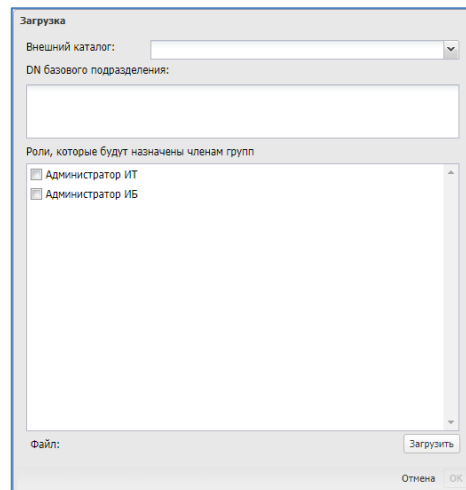 Загрузка
Внешний каталог:
DN базового подразделения:
Роли, которые будут назначены членам групп
Администратор ИТ
Администратор ИБ
Файл: Загрузить
Отмена OK